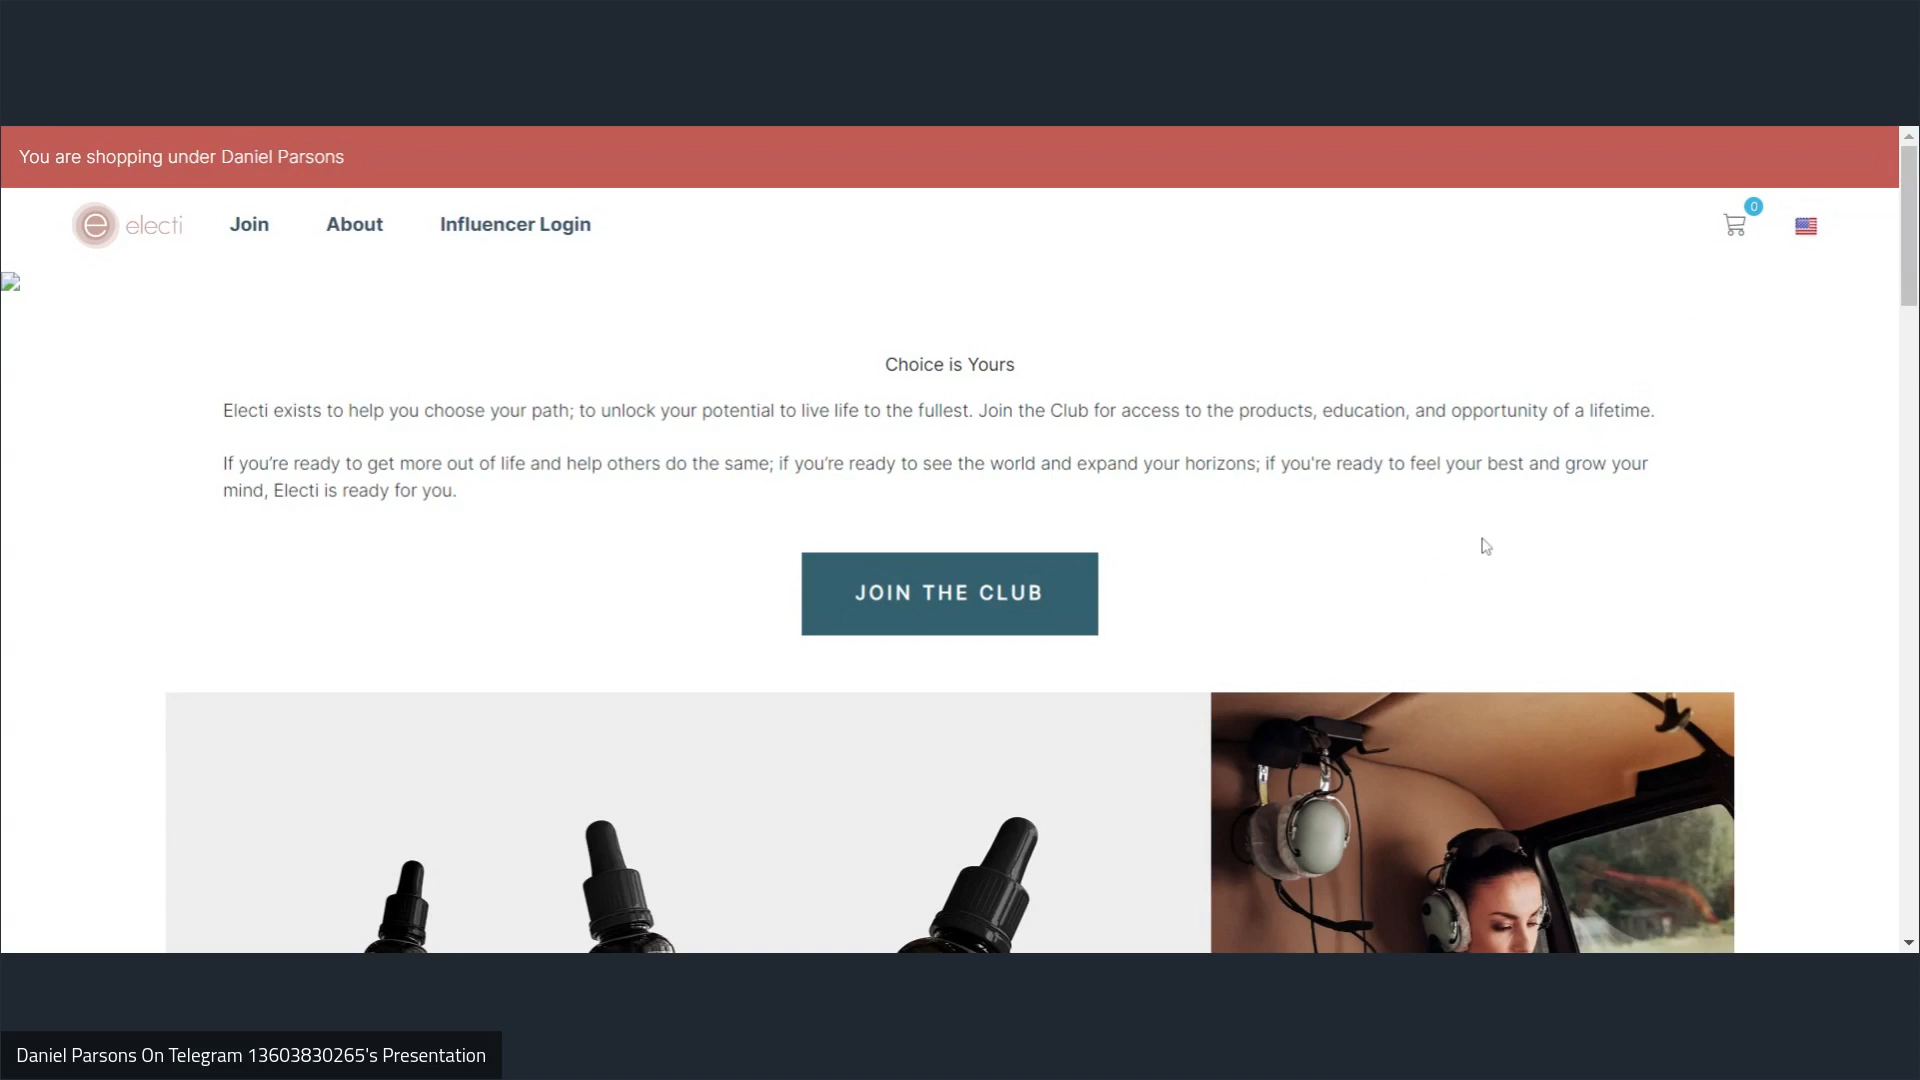 You are shopping under Daniel Parsons
e electi
Join
About
Influencer Login
0
Choice is Yours
Electi exists to help you choose your path; to unlock your potential to live life to the fullest. Join the Club for access to the products, education, and opportunity of a lifetime.
If you’re ready to get more out of life and help others do the same; if you’re ready to see the world and expand your horizons; if you're ready to feel your best and grow your
mind, Electi is ready for you.
JOIN THE CLUB
Daniel Parsons On Telegram 13603830265's Presentation